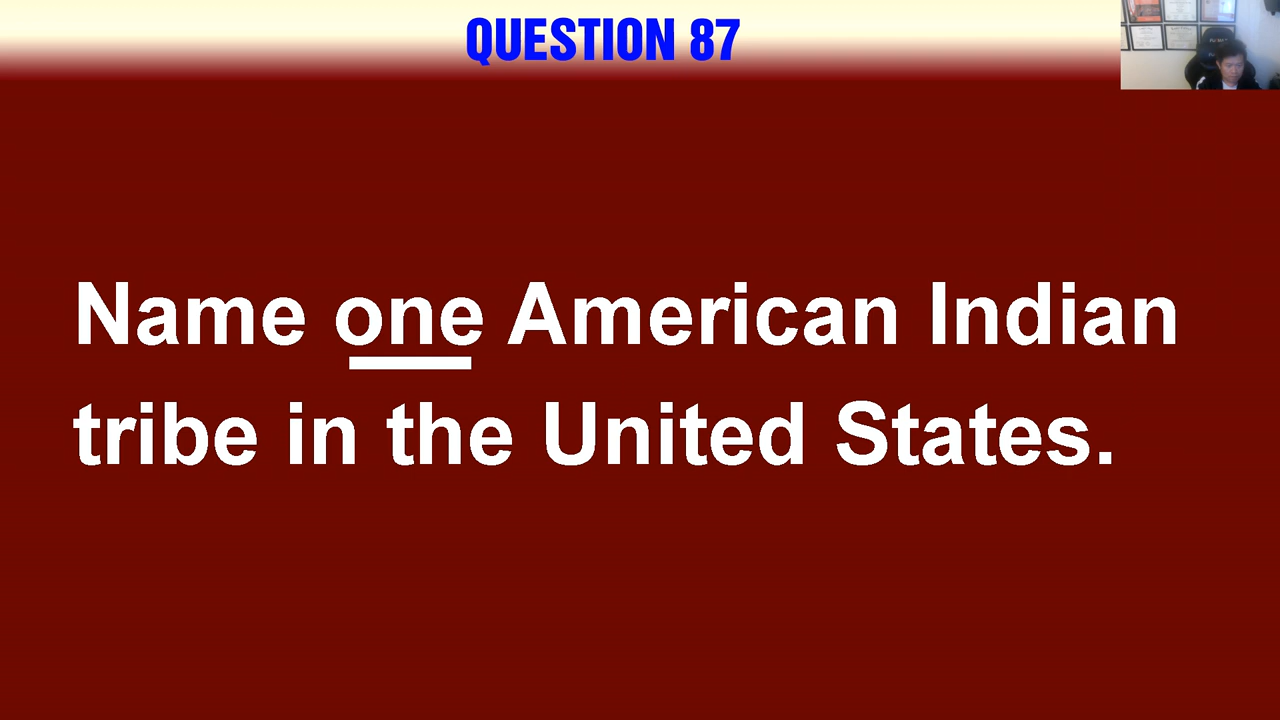 QUESTION 87
Name one American Indian
tribe in the United States.